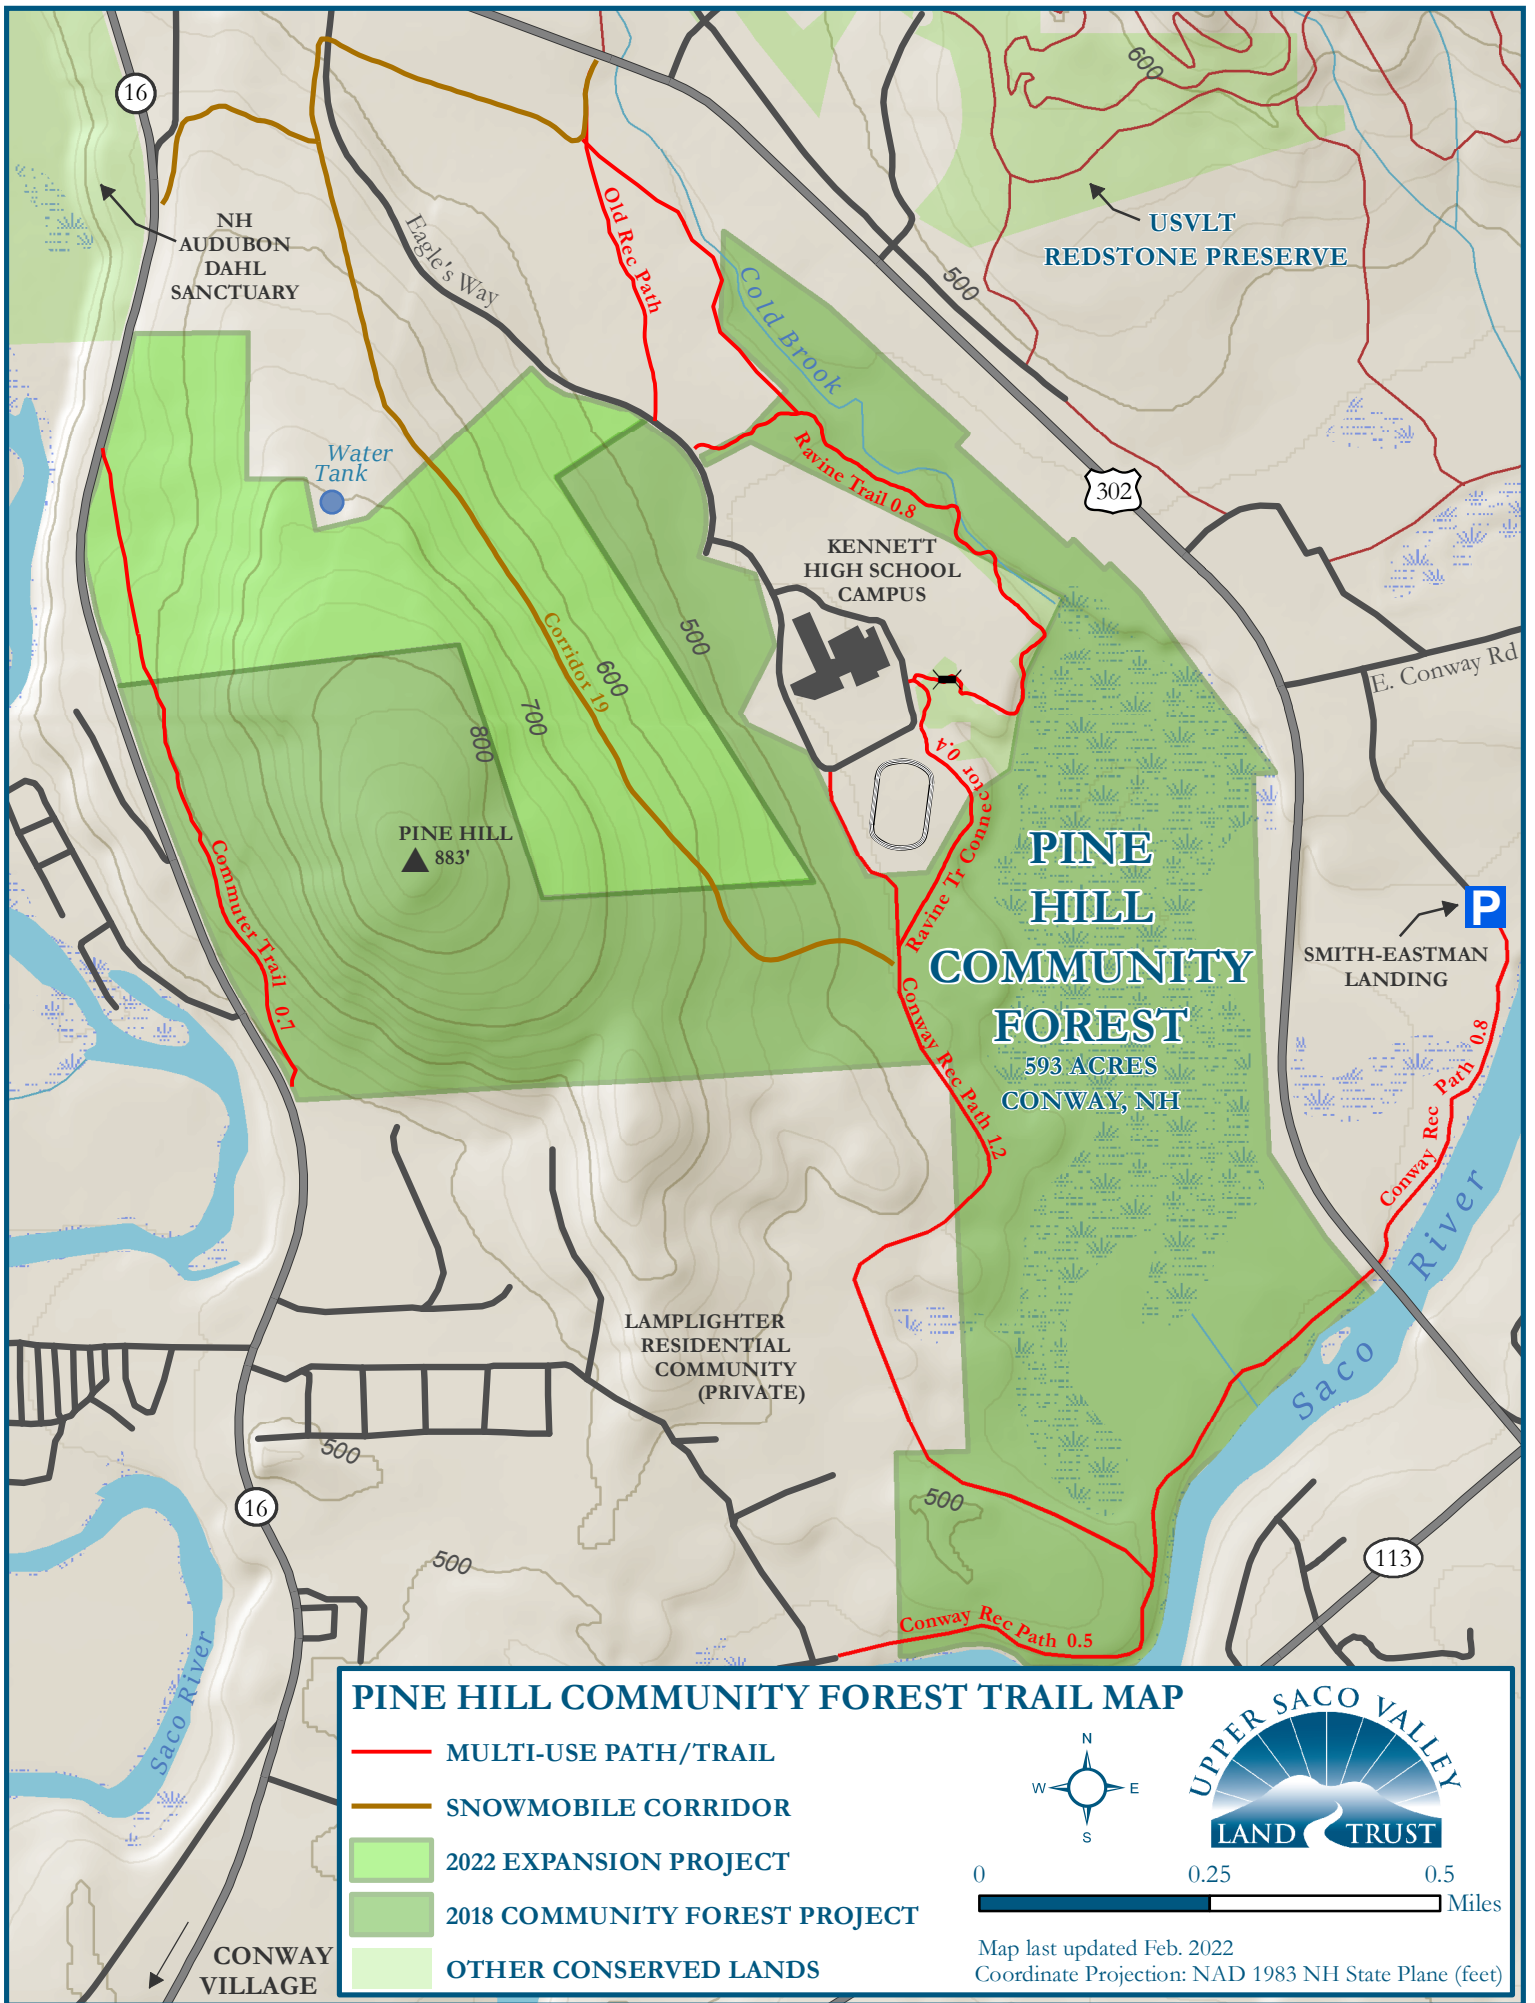 16
600
NH
AUDUBON
DAHL
SANCTUARY
Eagle's Way
Old Rec Path
Cold Brook
USVLT
REDSTONE PRESERVE
500
Water
Tank
Ravine Trail 0.8
302
KENNETT
HIGH SCHOOL
CAMPUS
Corridor 19
500
600
700
800
E. Conway Rd
PINE HILL
883'
Commuter Trail 0.7
Ravine Tr Connector 0.4
PINE
HILL
COMMUNITY
FOREST
593 ACRES
CONWAY, NH
SMITH-EASTMAN
LANDING
P
Conway Rec Path 1.2
Conway Rec Path 0.8
Saco River
LAMPLIGHTER
RESIDENTIAL
COMMUNITY
(PRIVATE)
500
16
500
500
113
Conway Rec Path 0.5
Saco River
CONWAY
VILLAGE
PINE HILL COMMUNITY FOREST TRAIL MAP
MULTI-USE PATH/TRAIL
SNOWMOBILE CORRIDOR
2022 EXPANSION PROJECT
2018 COMMUNITY FOREST PROJECT
OTHER CONSERVED LANDS
N
W E
S
UPPER SACO VALLEY
LAND TRUST
0 0.25 0.5
Miles
Map last updated Feb. 2022
Coordinate Projection: NAD 1983 NH State Plane (feet)